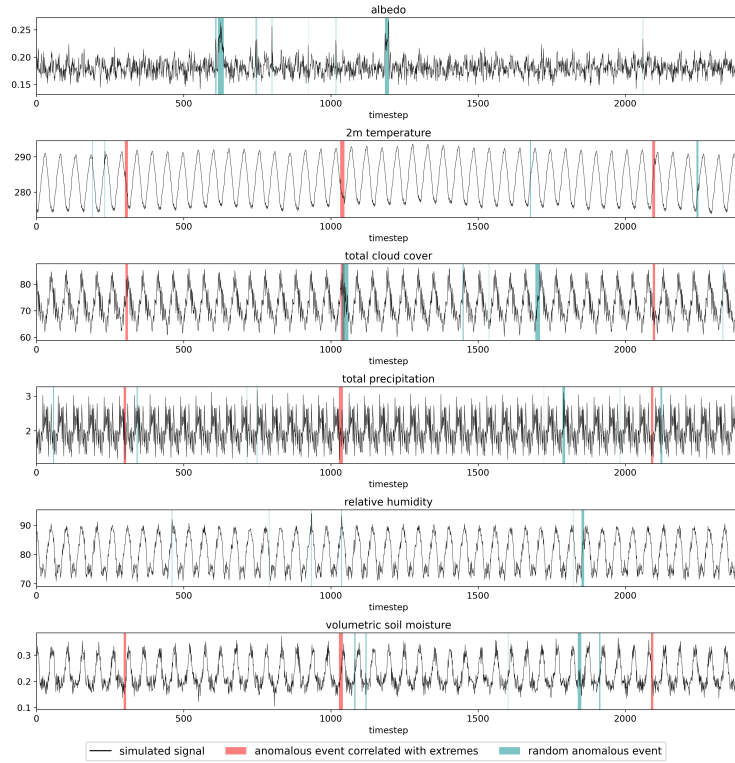 albedo
0.25
0.20
0.15
0 500 1000 1500 2000
timestep
2m temperature
290
280
0 500 1000 1500 2000
timestep
total cloud cover
80
70
60
0 500 1000 1500 2000
timestep
total precipitation
3
2
0 500 1000 1500 2000
timestep
relative humidity
90
80
70
0 500 1000 1500 2000
timestep
volumetric soil moisture
0.3
0.2
0.1
0 500 1000 1500 2000
timestep
simulated signal anomalous event correlated with extremes random anomalous event